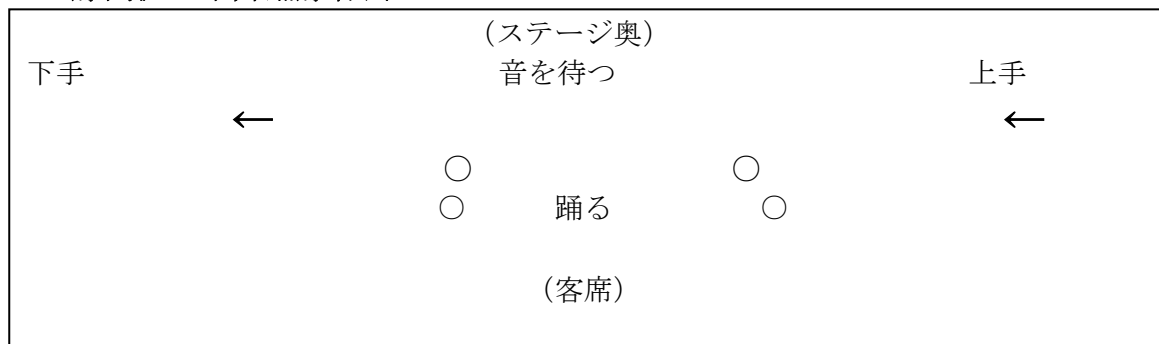 (ステージ奥)
下手 音を待つ 上手
← ←
○ ○
○ 踊る ○
(客席)